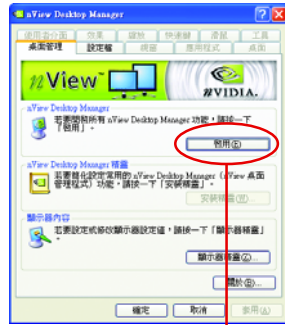 nView Desktop Manager
使用者介面 效果 縮放 快速鍵 滑鼠 工具
桌面管理 設定檔 視窗 應用程式 桌面
nView™
nVIDIA.
nView Desktop Manager
若要開啟所有 nView Desktop Manager 功能，請按一下
「啟用」。
啟用(E)
nView Desktop Manager 精靈
若要簡化設定常用的 nView Desktop Manager（nView 桌面
管理程式）功能，請按一下「安裝精靈」。
安裝精靈(W)...
顯示器內容
若要設定或修改顯示器設定值，請按一下「顯示器精靈」
。
顯示器精靈(Z)...
關於(B)...
確定 取消 套用(A)